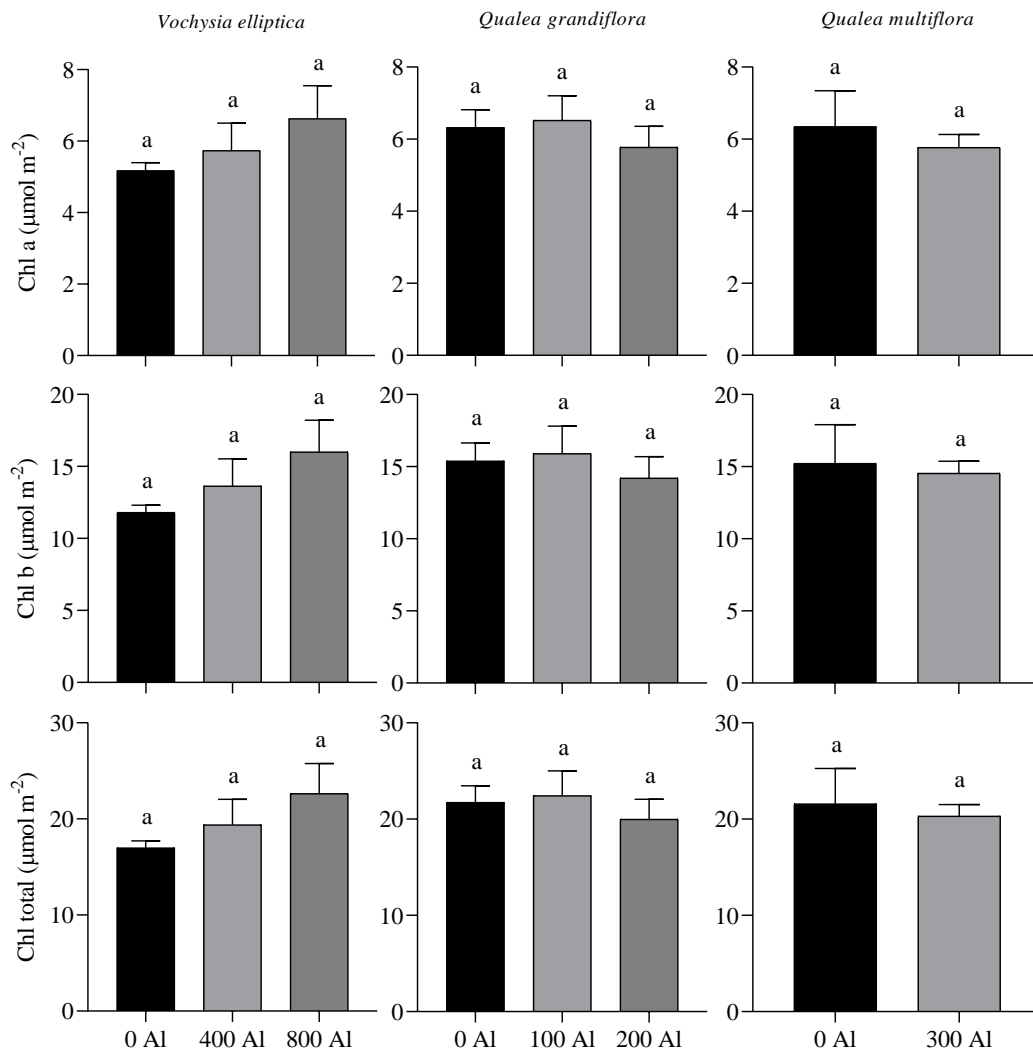 Vochysia elliptica
Qualea grandiflora
Qualea multiflora
Chl a (µmol m⁻²)
8
6
4
2
0
a
a
a
8
6
4
2
0
a
a
a
8
6
4
2
0
a
a
Chl b (µmol m⁻²)
20
15
10
5
0
a
a
a
20
15
10
5
0
a
a
a
20
15
10
5
0
a
a
Chl total (µmol m⁻²)
30
20
10
0
a
a
a
30
20
10
0
a
a
a
30
20
10
0
a
a
0 Al 400 Al 800 Al
0 Al 100 Al 200 Al
0 Al 300 Al